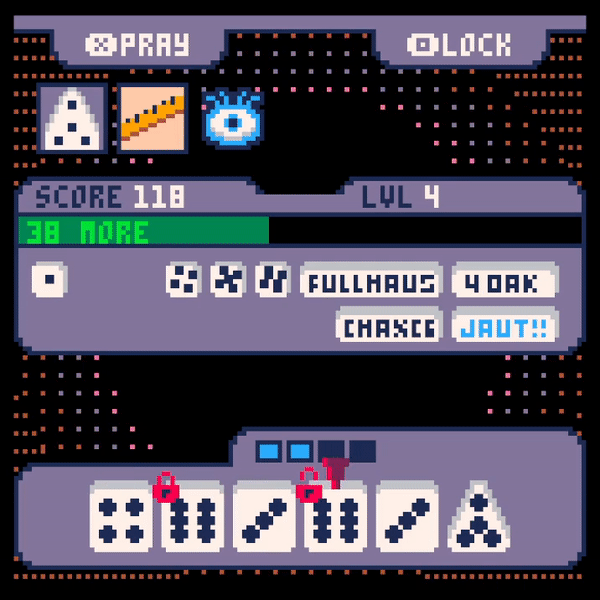 PRAY LOCK
SCORE 118 LVL 4
38 MORE
FULLHAUS 4 OAK
CHANCE JAUT!!